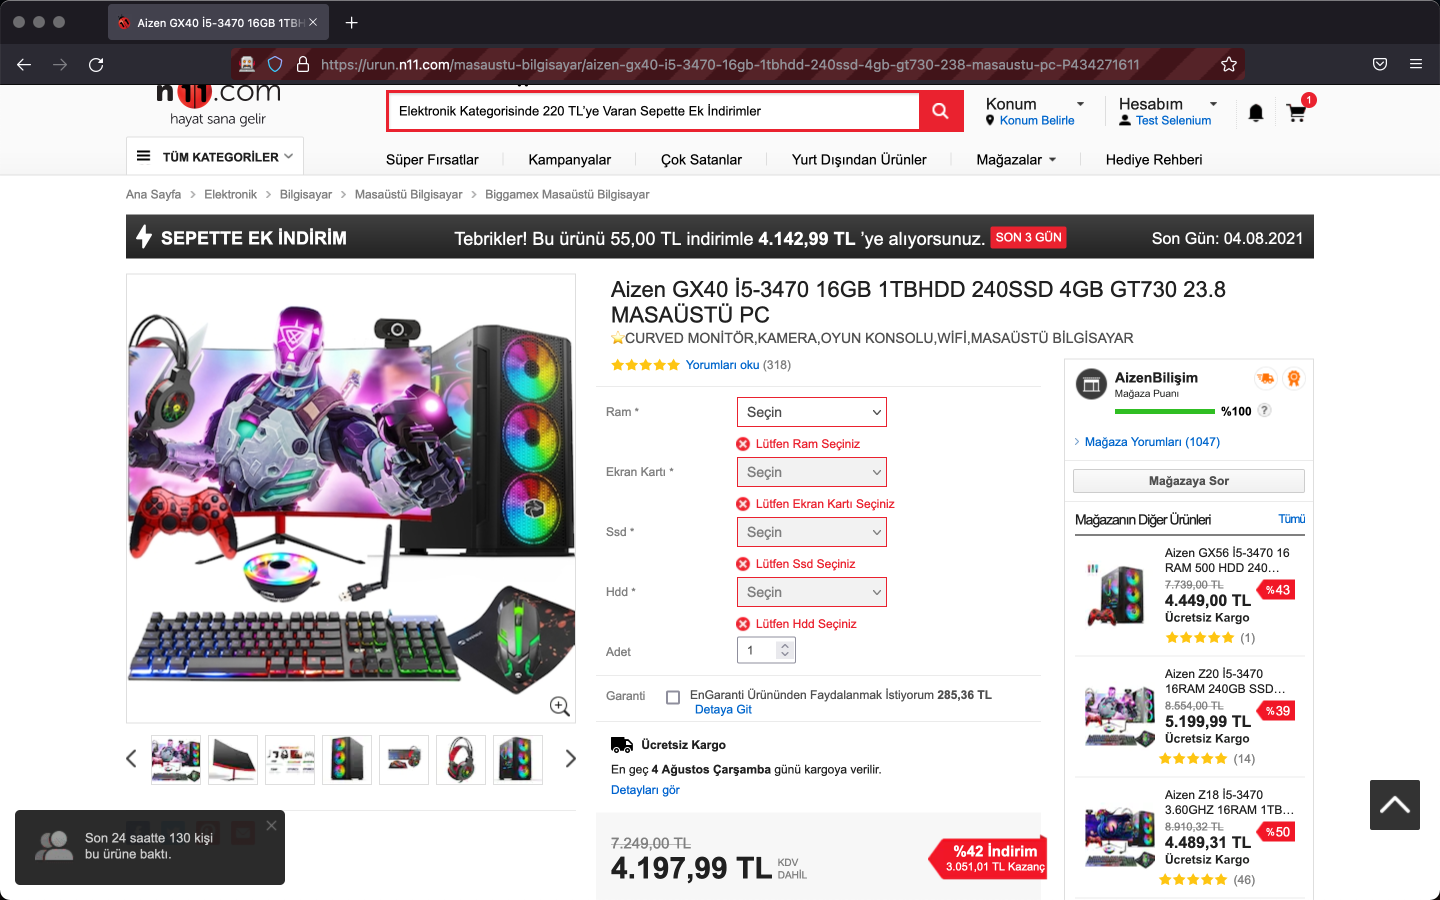 Aizen GX40 İ5-3470 16GB 1TBH
https://urun.n11.com/masaustu-bilgisayar/aizen-gx40-i5-3470-16gb-1tbhdd-240ssd-4gb-gt730-238-masaustu-pc-P434271611
n11.com
hayat sana gelir
Elektronik Kategorisinde 220 TL'ye Varan Sepette Ek İndirimler
Konum
Konum Belirle
Hesabım
Test Selenium
1
TÜM KATEGORİLER
Süper Fırsatlar
Kampanyalar
Çok Satanlar
Yurt Dışından Ürünler
Mağazalar
Hediye Rehberi
Ana Sayfa > Elektronik > Bilgisayar > Masaüstü Bilgisayar > Biggamex Masaüstü Bilgisayar
SEPETTE EK İNDİRİM
Tebrikler! Bu ürünü 55,00 TL indirimle 4.142,99 TL 'ye alıyorsunuz.
SON 3 GÜN
Son Gün: 04.08.2021
Aizen GX40 İ5-3470 16GB 1TBHDD 240SSD 4GB GT730 23.8
MASAÜSTÜ PC
CURVED MONİTÖR,KAMERA,OYUN KONSOLU,WİFİ,MASAÜSTÜ BİLGİSAYAR
Yorumları oku (318)
Ram *
Seçin
Lütfen Ram Seçiniz
Ekran Kartı *
Seçin
Lütfen Ekran Kartı Seçiniz
Ssd *
Seçin
Lütfen Ssd Seçiniz
Hdd *
Seçin
Lütfen Hdd Seçiniz
Adet
1
Garanti
EnGaranti Ürününden Faydalanmak İstiyorum 285,36 TL
Detaya Git
Ücretsiz Kargo
En geç 4 Ağustos Çarşamba günü kargoya verilir.
Detayları gör
7.249,00 TL
4.197,99 TL
KDV
DAHİL
%42 İndirim
3.051,01 TL Kazanç
AizenBilişim
Mağaza Puanı
%100
?
Mağaza Yorumları (1047)
Mağazaya Sor
Mağazanın Diğer Ürünleri
Tümü
Aizen GX56 İ5-3470 16
RAM 500 HDD 240...
7.739,00 TL
4.449,00 TL
%43
Ücretsiz Kargo
(1)
Aizen Z20 İ5-3470
16RAM 240GB SSD...
8.554,00 TL
5.199,99 TL
%39
Ücretsiz Kargo
(14)
Aizen Z18 İ5-3470
3.60GHZ 16RAM 1TB...
8.910,32 TL
4.489,31 TL
%50
Ücretsiz Kargo
(46)
Son 24 saatte 130 kişi
bu ürüne baktı.